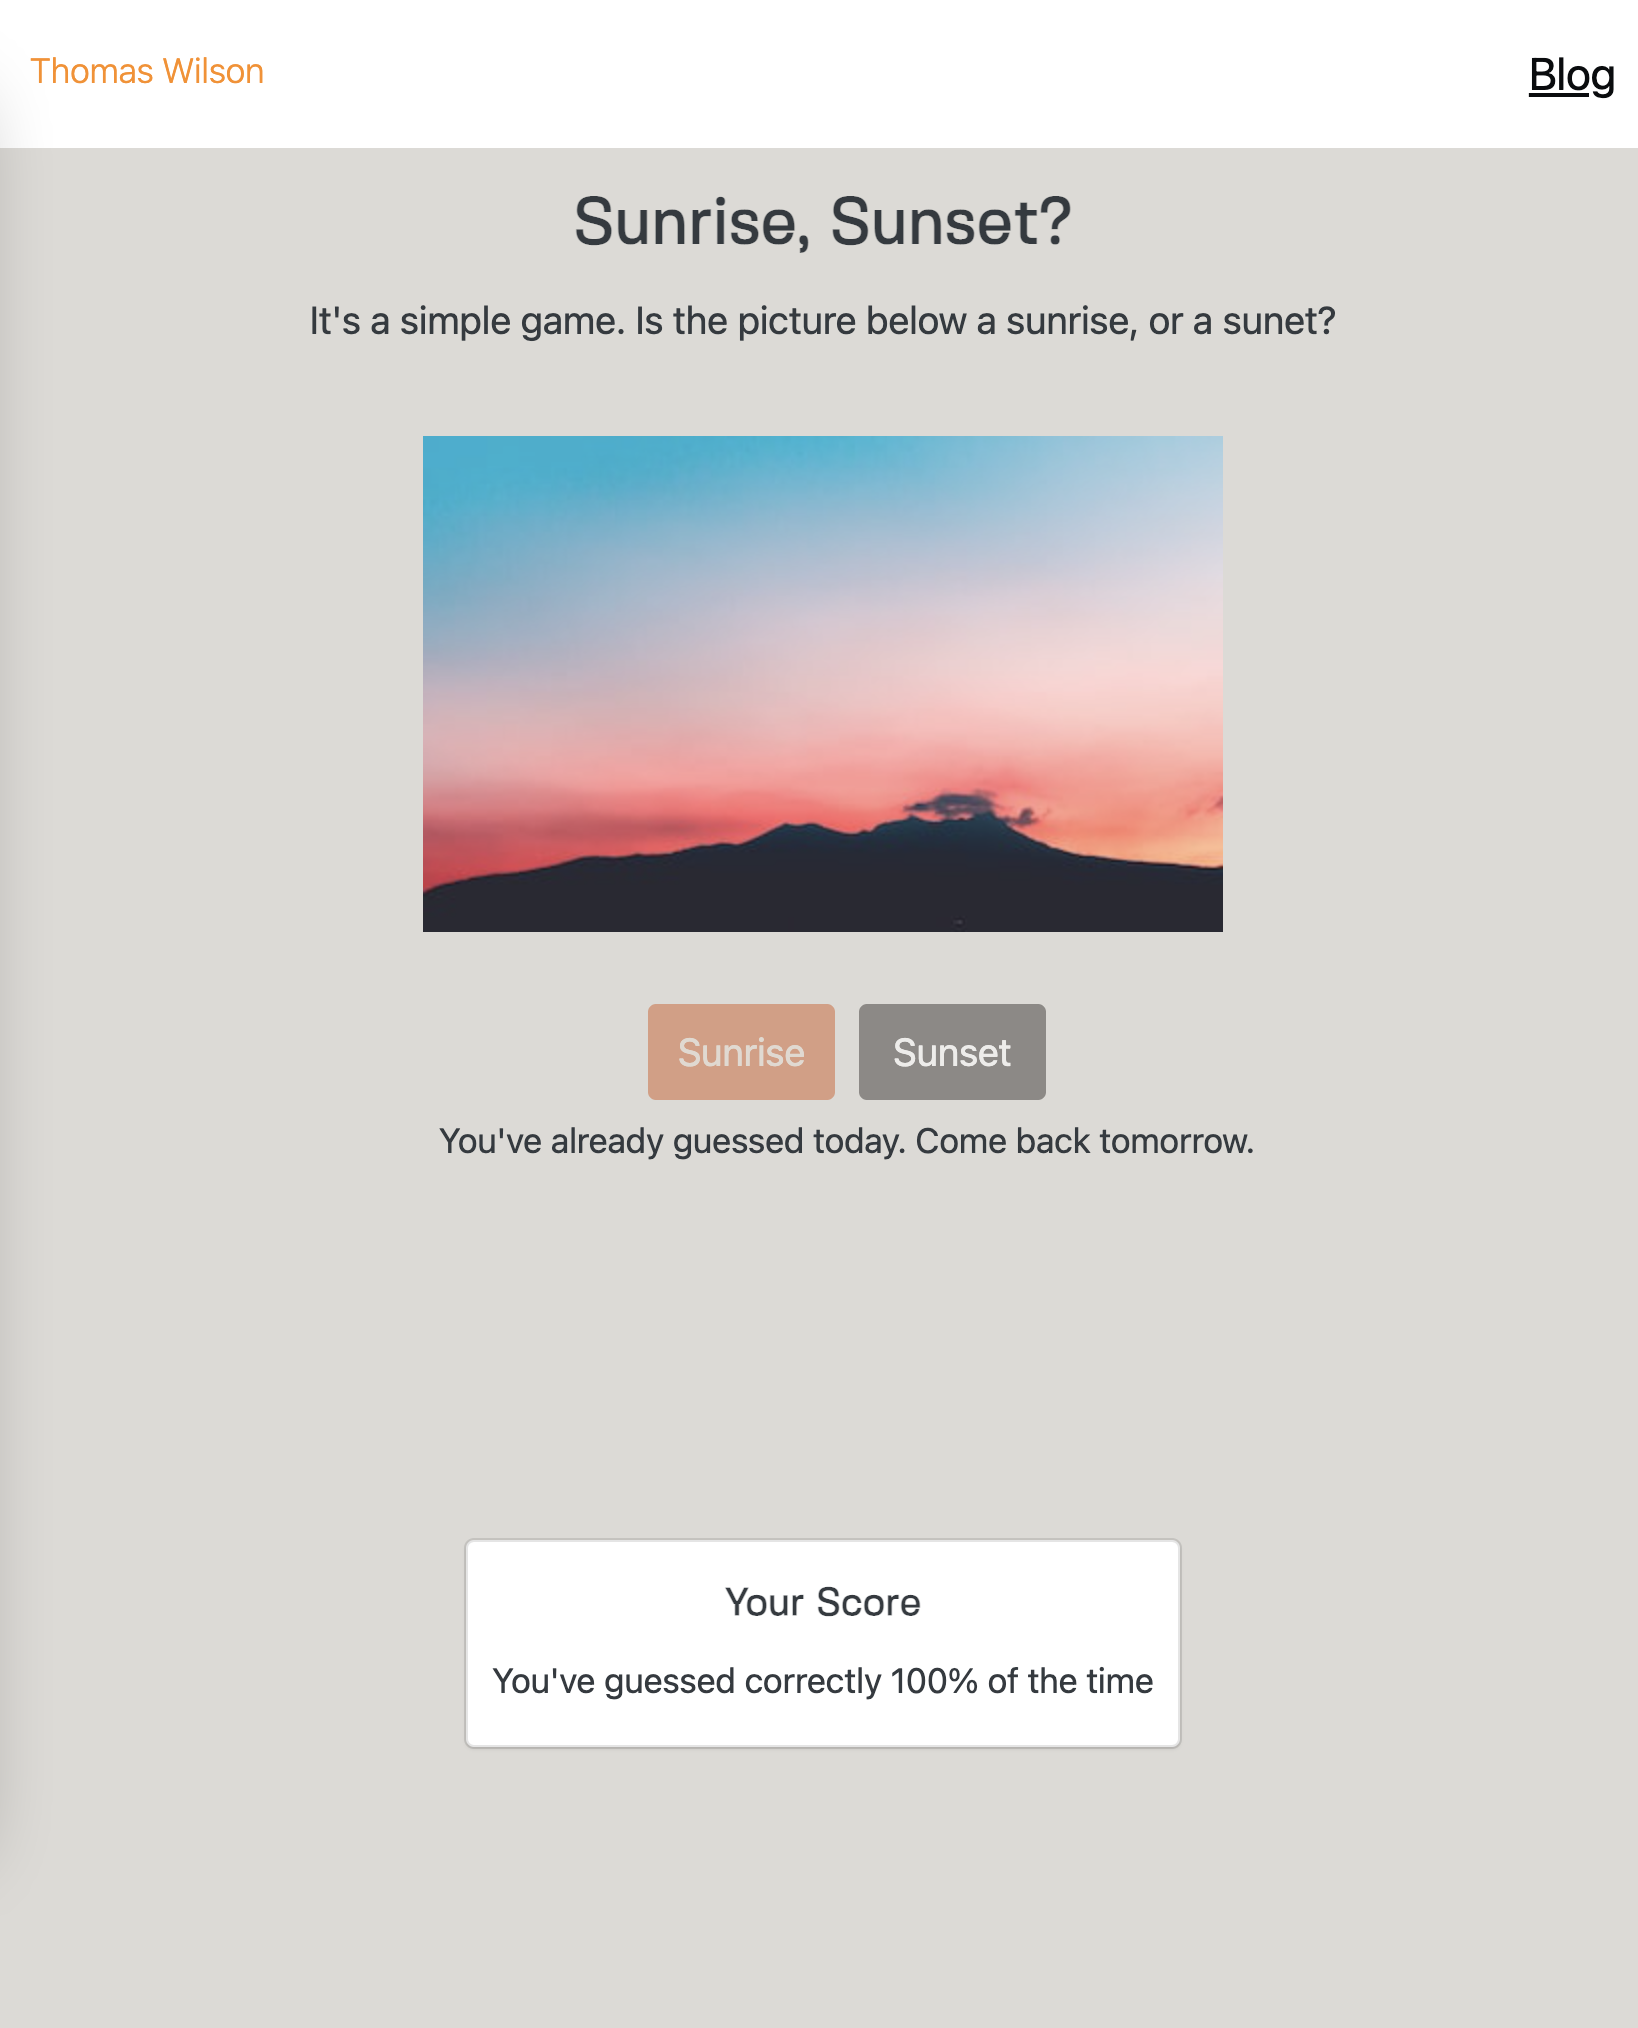 Thomas Wilson
Blog
Sunrise, Sunset?
It's a simple game. Is the picture below a sunrise, or a sunet?
Sunrise
Sunset
You've already guessed today. Come back tomorrow.
Your Score
You've guessed correctly 100% of the time